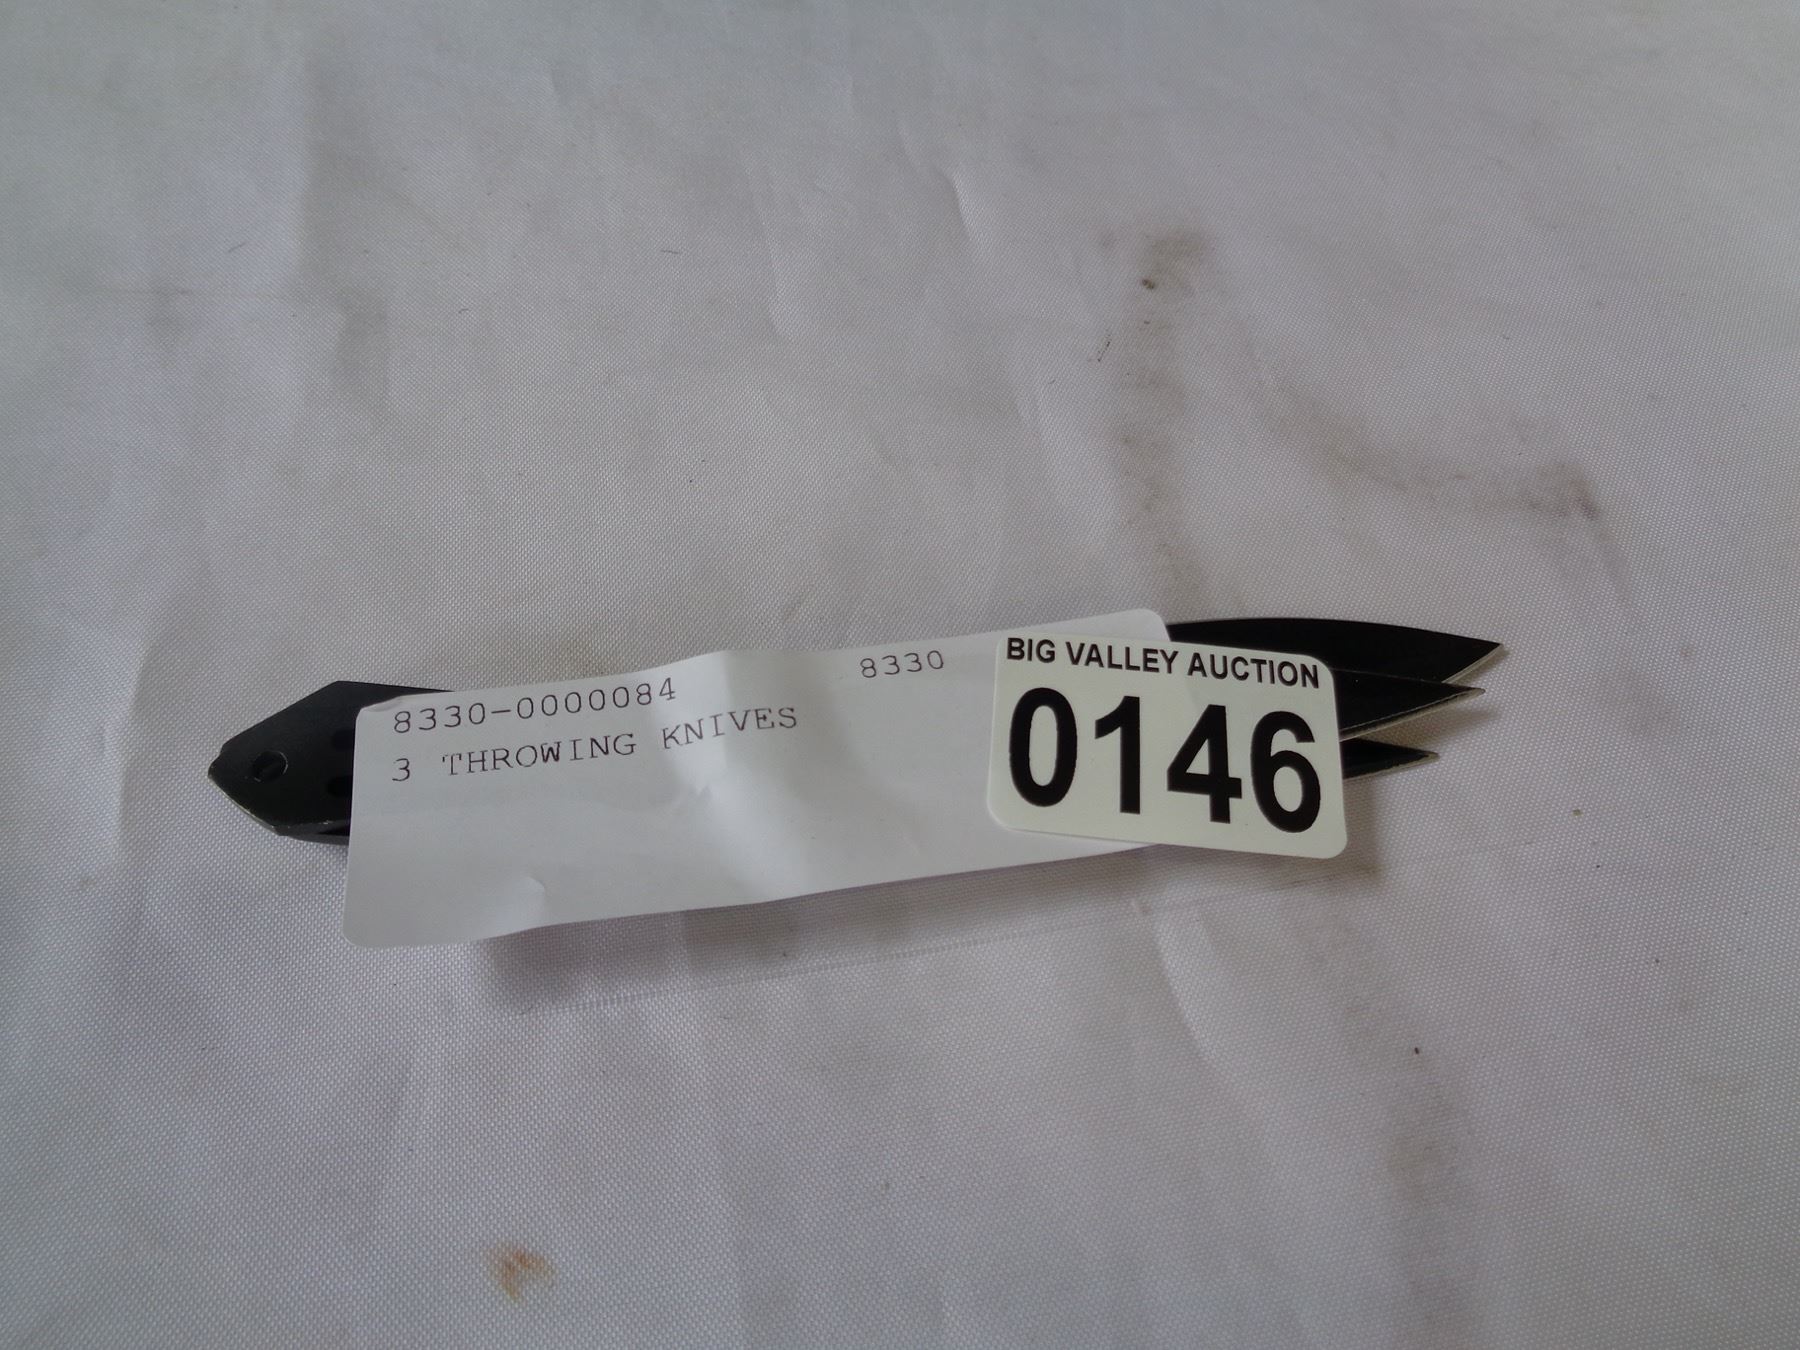 8330-0000084 8330
3 THROWING KNIVES
BIG VALLEY AUCTION
0146